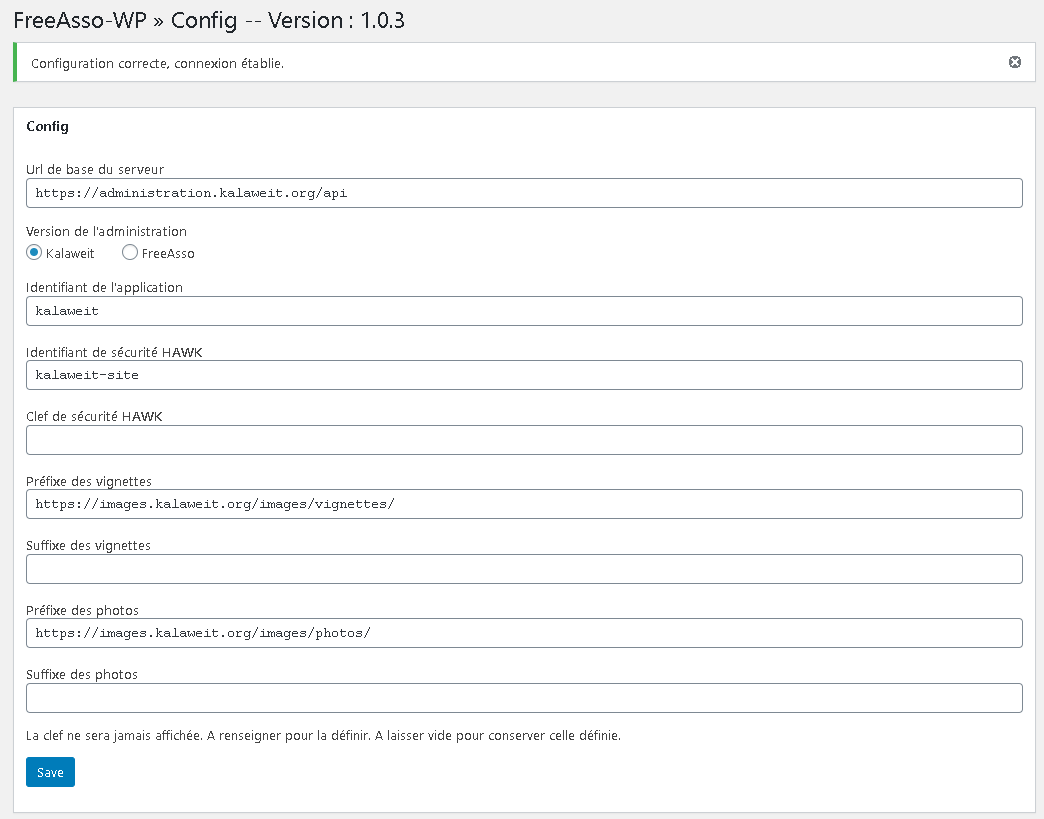 FreeAsso-WP » Config -- Version : 1.0.3
Configuration correcte, connexion établie.
Config
Url de base du serveur
https://administration.kalaweit.org/api
Version de l'administration
Kalaweit FreeAsso
Identifiant de l'application
kalaweit
Identifiant de sécurité HAWK
kalaweit-site
Clef de sécurité HAWK
Préfixe des vignettes
https://images.kalaweit.org/images/vignettes/
Suffixe des vignettes
Préfixe des photos
https://images.kalaweit.org/images/photos/
Suffixe des photos
La clef ne sera jamais affichée. A renseigner pour la définir. A laisser vide pour conserver celle définie.
Save